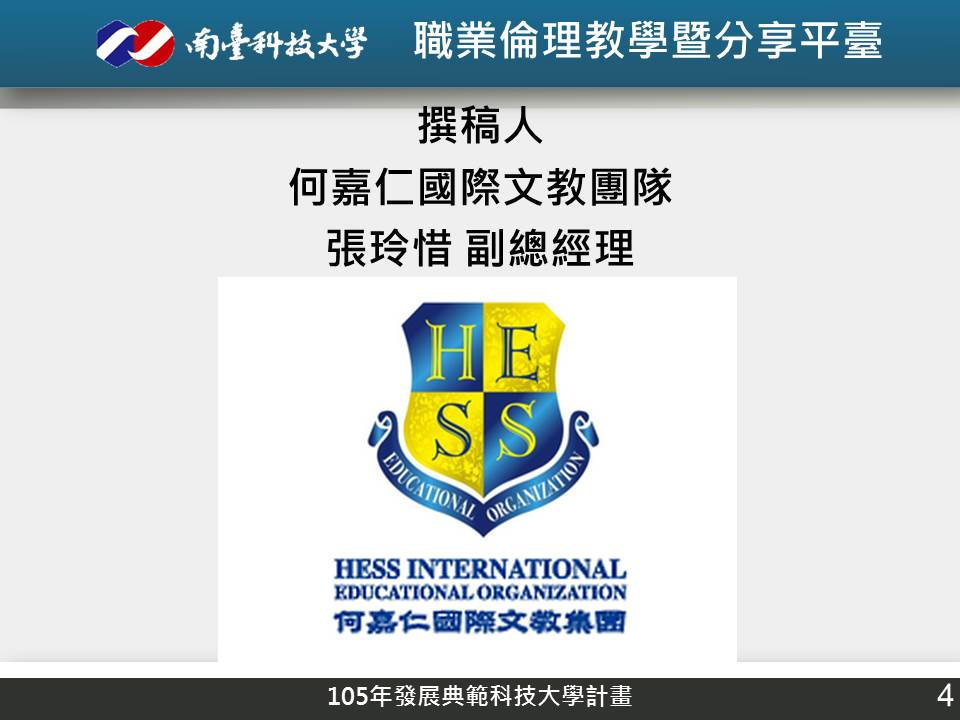 南臺科技大學 職業倫理教學暨分享平臺
撰稿人
何嘉仁國際文教團隊
張玲惜 副總經理
HE
SS
EDUCATIONAL ORGANIZATION
HESS INTERNATIONAL
EDUCATIONAL ORGANIZATION
何嘉仁國際文教集團
105年發展典範科技大學計畫 4